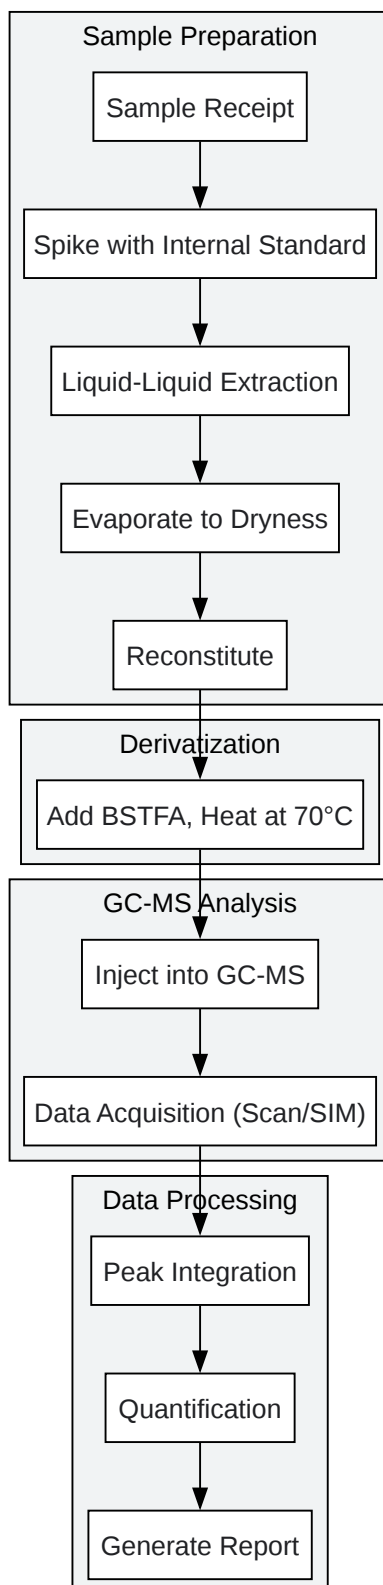 Sample Preparation
Sample Receipt
Spike with Internal Standard
Liquid-Liquid Extraction
Evaporate to Dryness
Reconstitute
Derivatization
Add BSTFA, Heat at 70°C
GC-MS Analysis
Inject into GC-MS
Data Acquisition (Scan/SIM)
Data Processing
Peak Integration
Quantification
Generate Report